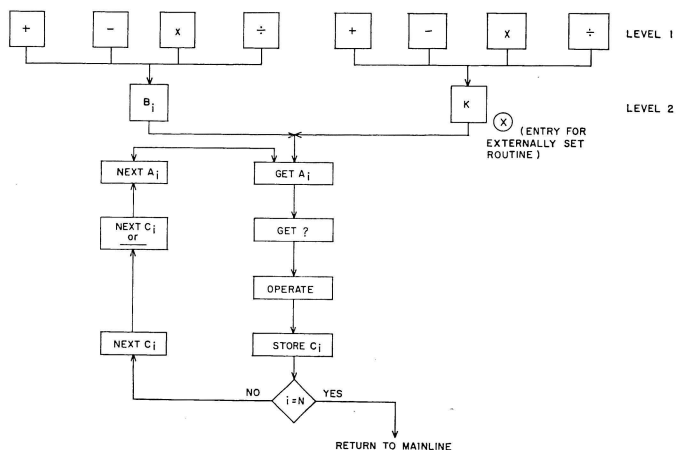 + - x ÷ + - x ÷ LEVEL 1
Bi K LEVEL 2
X (ENTRY FOR
EXTERNALLY SET
ROUTINE)
NEXT Ai GET Ai
NEXT Ci
or
GET ?
OPERATE
NEXT Ci STORE Ci
NO i=N YES
RETURN TO MAINLINE